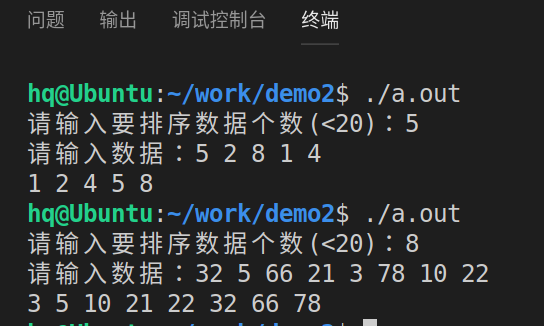 问题 输出 调试控制台 终端
hq@Ubuntu:~/work/demo2$ ./a.out
请输入要排序数据个数(<20)：5
请输入数据：5 2 8 1 4
1 2 4 5 8
hq@Ubuntu:~/work/demo2$ ./a.out
请输入要排序数据个数(<20)：8
请输入数据：32 5 66 21 3 78 10 22
3 5 10 21 22 32 66 78
hq@Ubuntu:~/work/demo2$